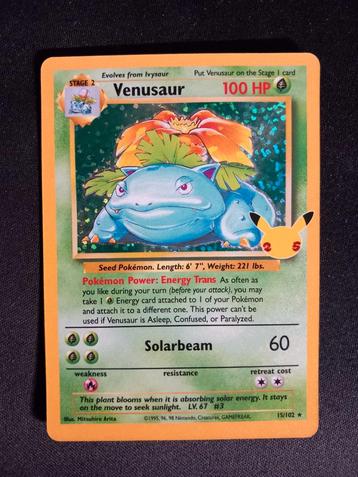 STAGE 2
Evolves from Ivysaur
Put Venusaur on the Stage 1 card
Venusaur
100 HP
25
Seed Pokémon. Length: 6' 7", Weight: 221 lbs.
Pokémon Power: Energy Trans As often as
you like during your turn (before your attack), you may
take 1 Energy card attached to 1 of your Pokémon
and attach it to a different one. This power can't be
used if Venusaur is Asleep, Confused, or Paralyzed.
Solarbeam 60
weakness
resistance
retreat cost
This plant blooms when it is absorbing solar energy. It stays
on the move to seek sunlight. LV. 67 #3
Illus. Mitsuhiro Arita
©1995, 96, 98 Nintendo, Creatures, GAMEFREAK.
15/102 ★